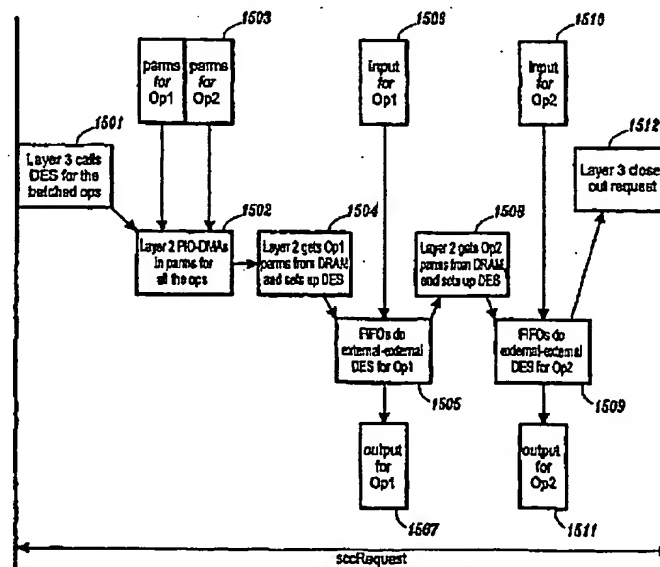 1503
1506
1510
parms
for
Op1
parms
for
Op2
Input
for
Op1
Input
for
Op2
1501
1512
Layer 3 calls
DES for the
batched ops
Layer 3 closes
out request
1502
1504
1508
Layer 2 PIO-DMAs
in parms for
all the ops
Layer 2 gets Op1
parms from DRAM
and sets up DES
Layer 2 gets Op2
parms from DRAM
and sets up DES
FIFOs do
external-external
DES for Op1
FIFOs do
external-external
DES for Op2
1505
1509
output
for
Op1
output
for
Op2
1507
1511
sccRequest